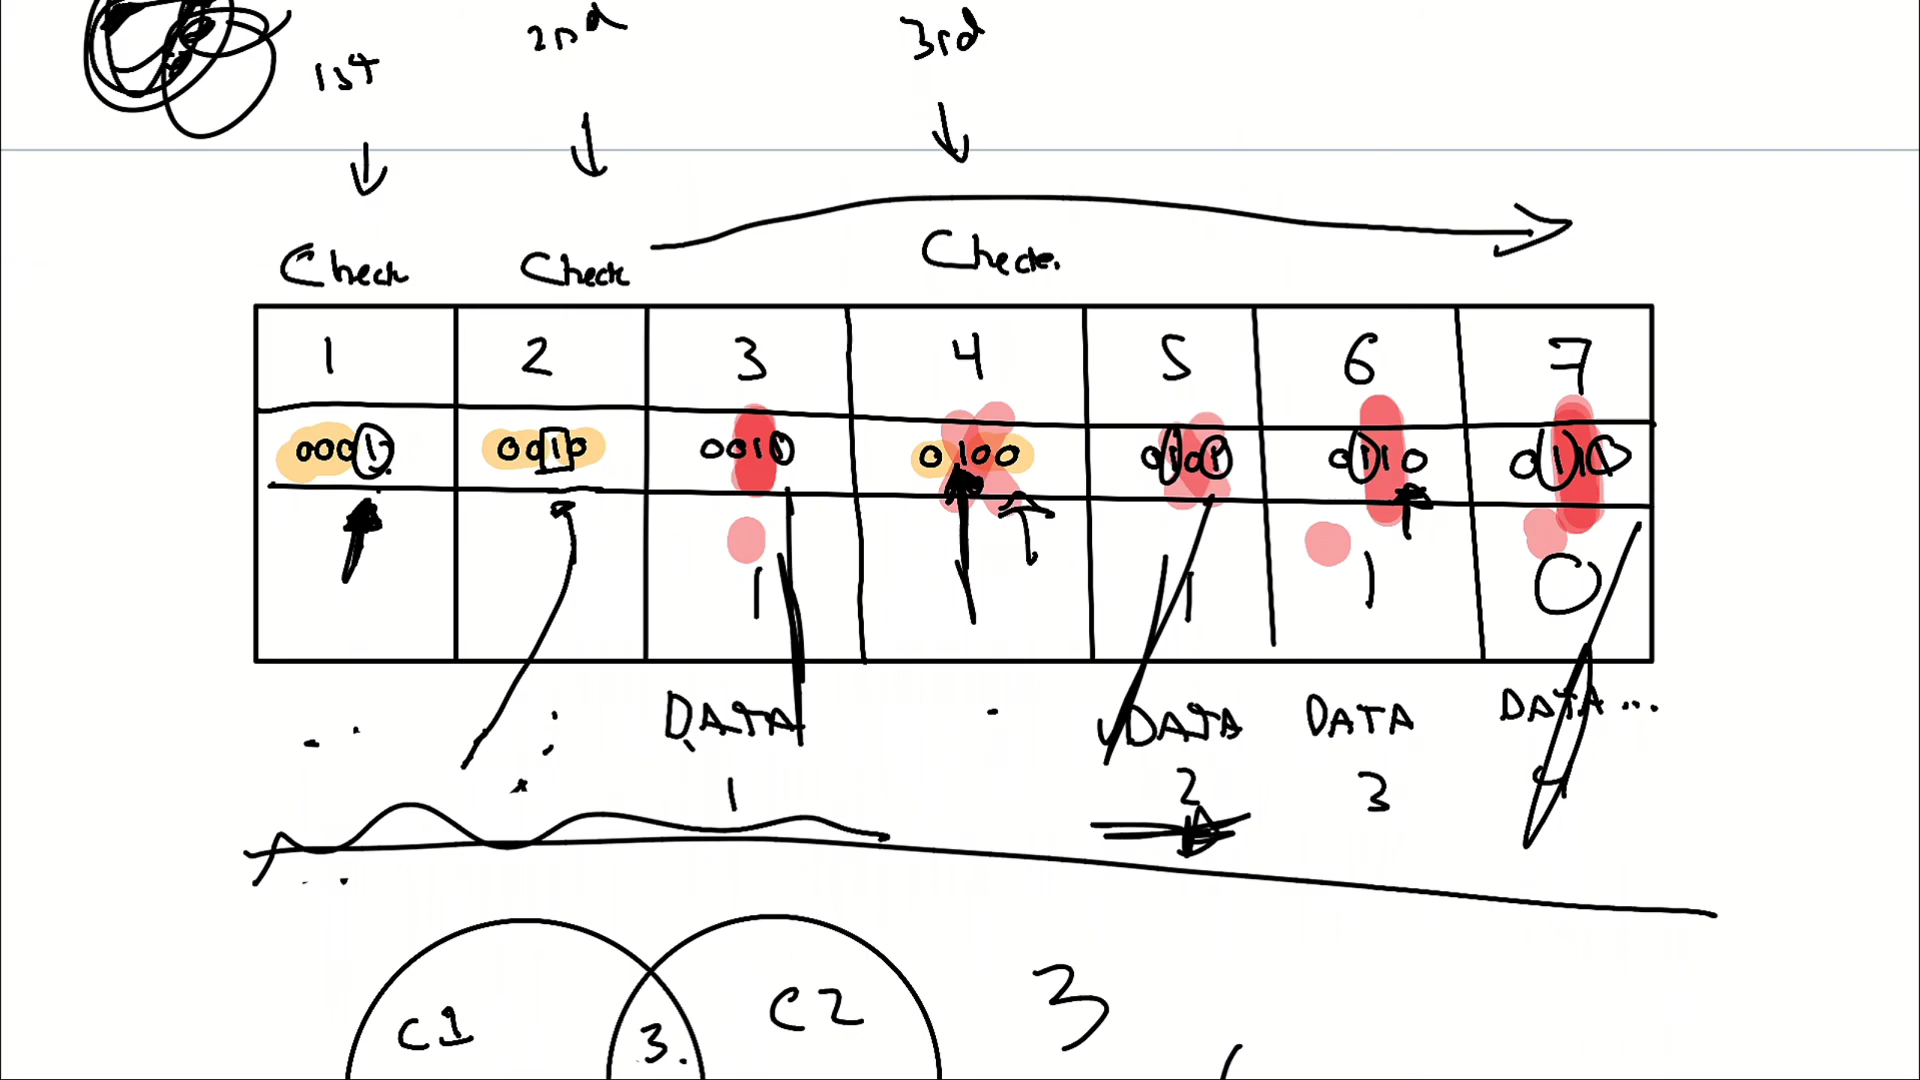 1st 2nd 3rd
Check Check Check.
1 2 3 4 5 6 7
0001 0010 0011 0100 0101 0110 0111
1 1 1 0
DATA DATA DATA DATA...
1 2 3
C1 3. C2 3